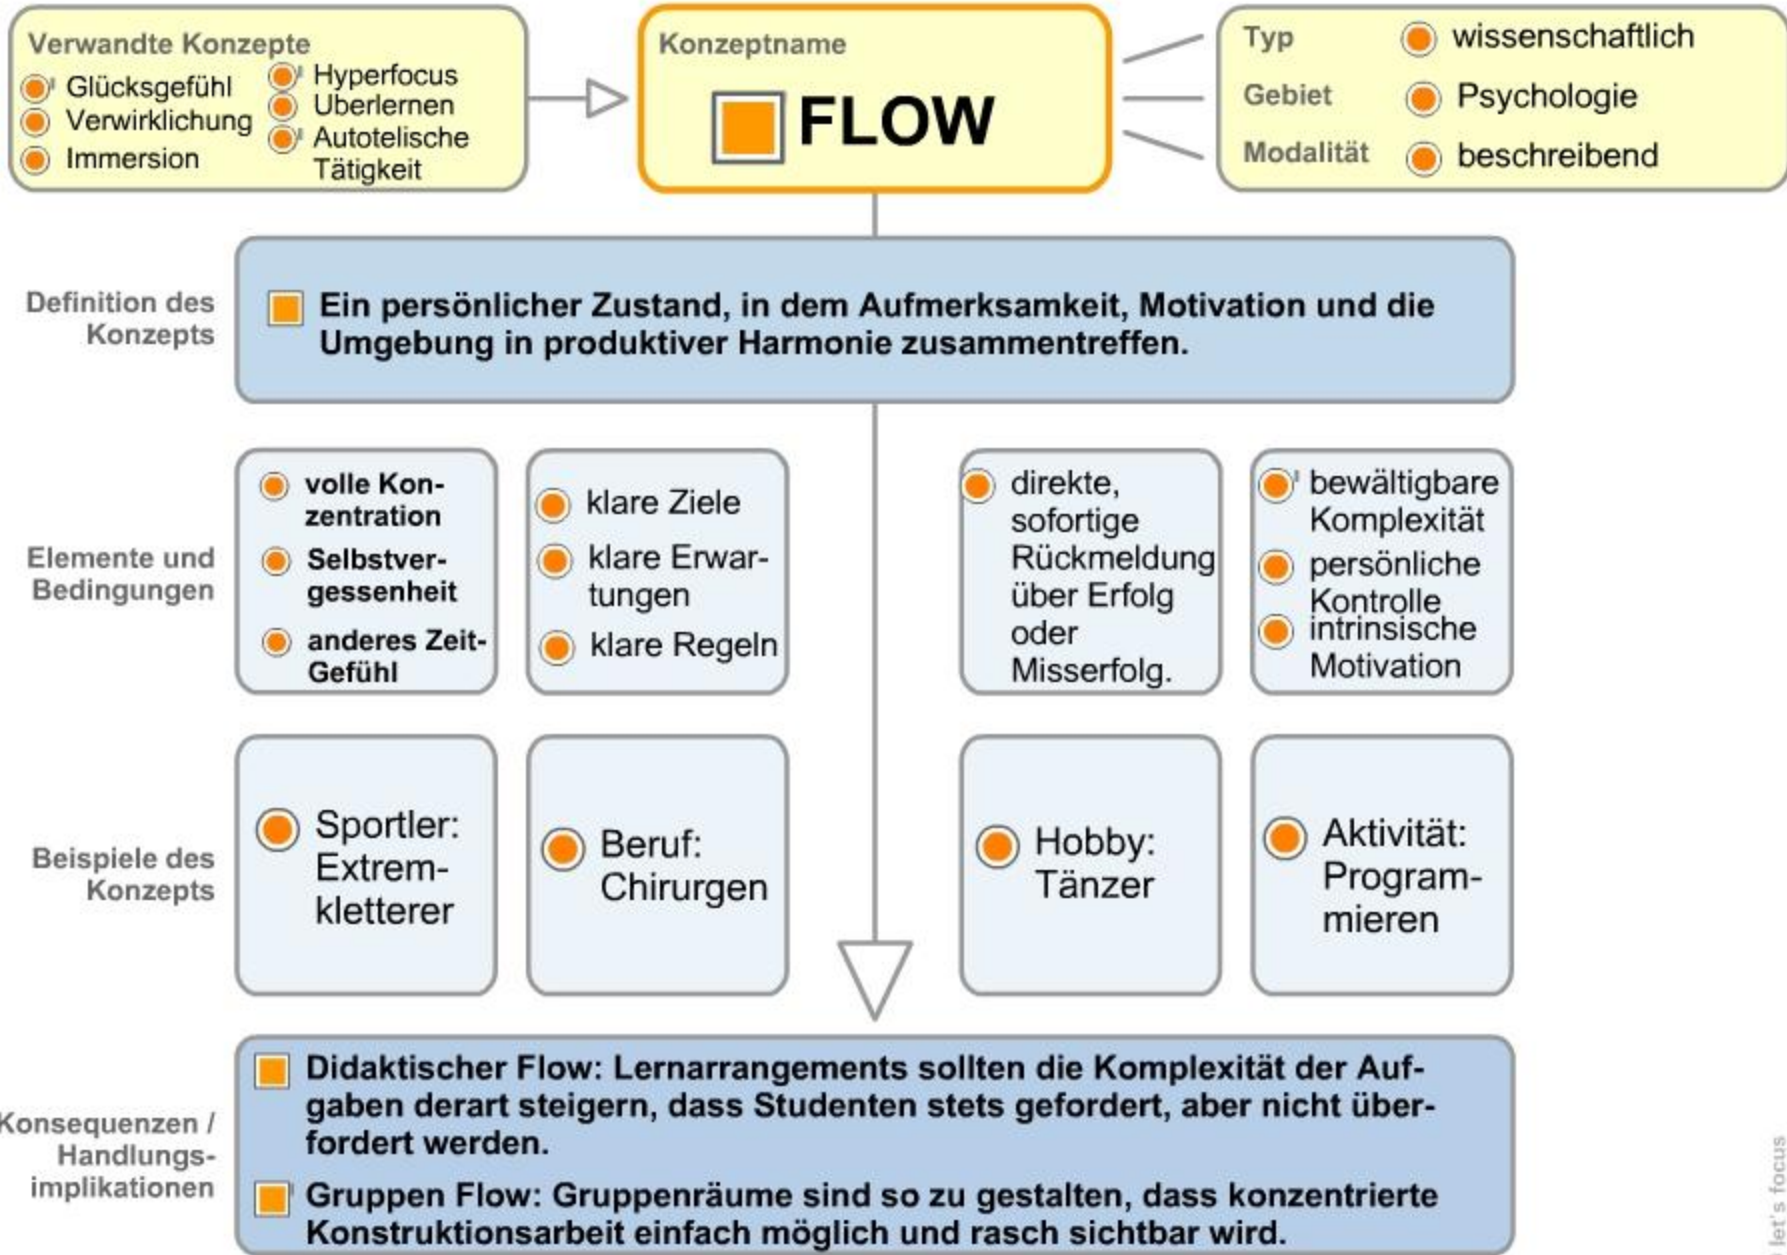 Verwandte Konzepte
Glücksgefühl
Verwirklichung
Immersion
Hyperfocus
Uberlernen
Autotelische
Tätigkeit
Konzeptname
FLOW
Typ
wissenschaftlich
Gebiet
Psychologie
Modalität
beschreibend
Definition des
Konzepts
Ein persönlicher Zustand, in dem Aufmerksamkeit, Motivation und die
Umgebung in produktiver Harmonie zusammentreffen.
Elemente und
Bedingungen
volle Kon-
zentration
Selbstver-
gessenheit
anderes Zeit-
Gefühl
klare Ziele
klare Erwar-
tungen
klare Regeln
direkte,
sofortige
Rückmeldung
über Erfolg
oder
Misserfolg.
bewältigbare
Komplexität
persönliche
Kontrolle
intrinsische
Motivation
Beispiele des
Konzepts
Sportler:
Extrem-
kletterer
Beruf:
Chirurgen
Hobby:
Tänzer
Aktivität:
Program-
mieren
Konsequenzen /
Handlungs-
implikationen
Didaktischer Flow: Lernarrangements sollten die Komplexität der Auf-
gaben derart steigern, dass Studenten stets gefordert, aber nicht über-
fordert werden.
Gruppen Flow: Gruppenräume sind so zu gestalten, dass konzentrierte
Konstruktionsarbeit einfach möglich und rasch sichtbar wird.
let's focus